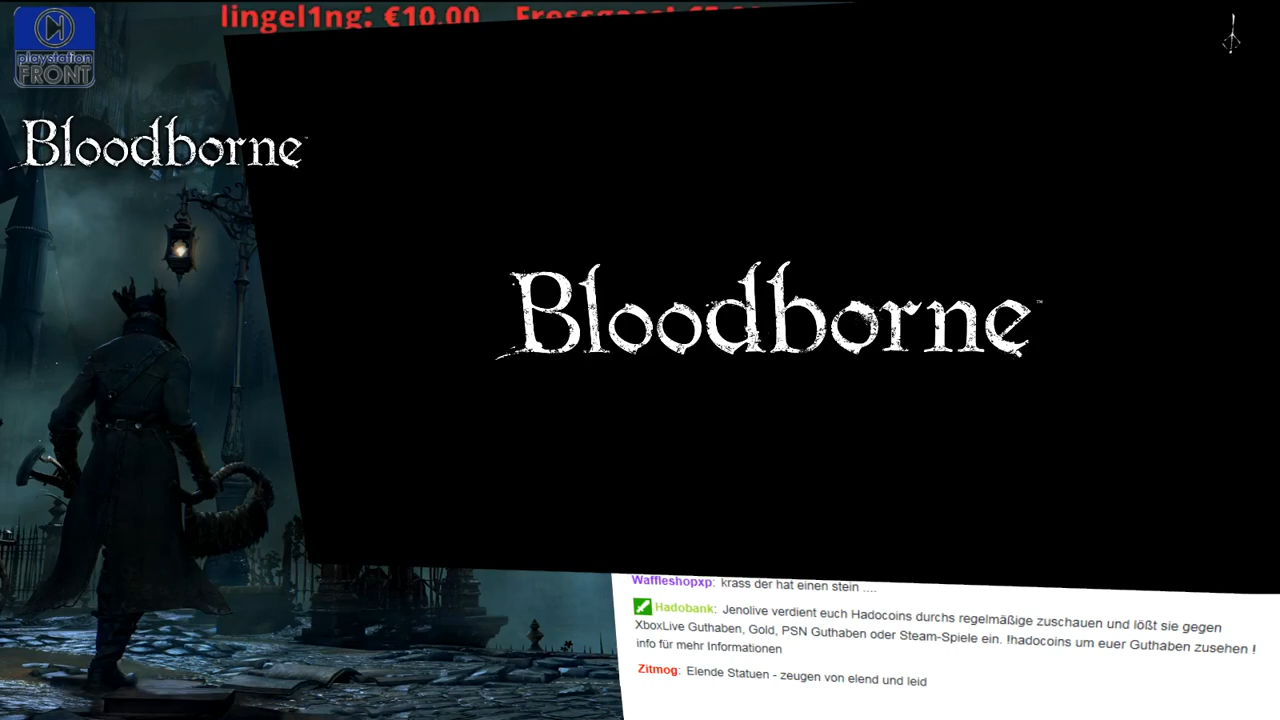 lingel1ng: €10.00
playstation
FRONT
Bloodborne™
Bloodborne™
Waffleshopxp: krass der hat einen stein ....
Hadobank: Jenolive verdient euch Hadocoins durchs regelmäßige zuschauen und lößt sie gegen
XboxLive Guthaben, Gold, PSN Guthaben oder Steam-Spiele ein. !hadocoins um euer Guthaben zusehen !
info für mehr Informationen
Zitmog: Elende Statuen - zeugen von elend und leid